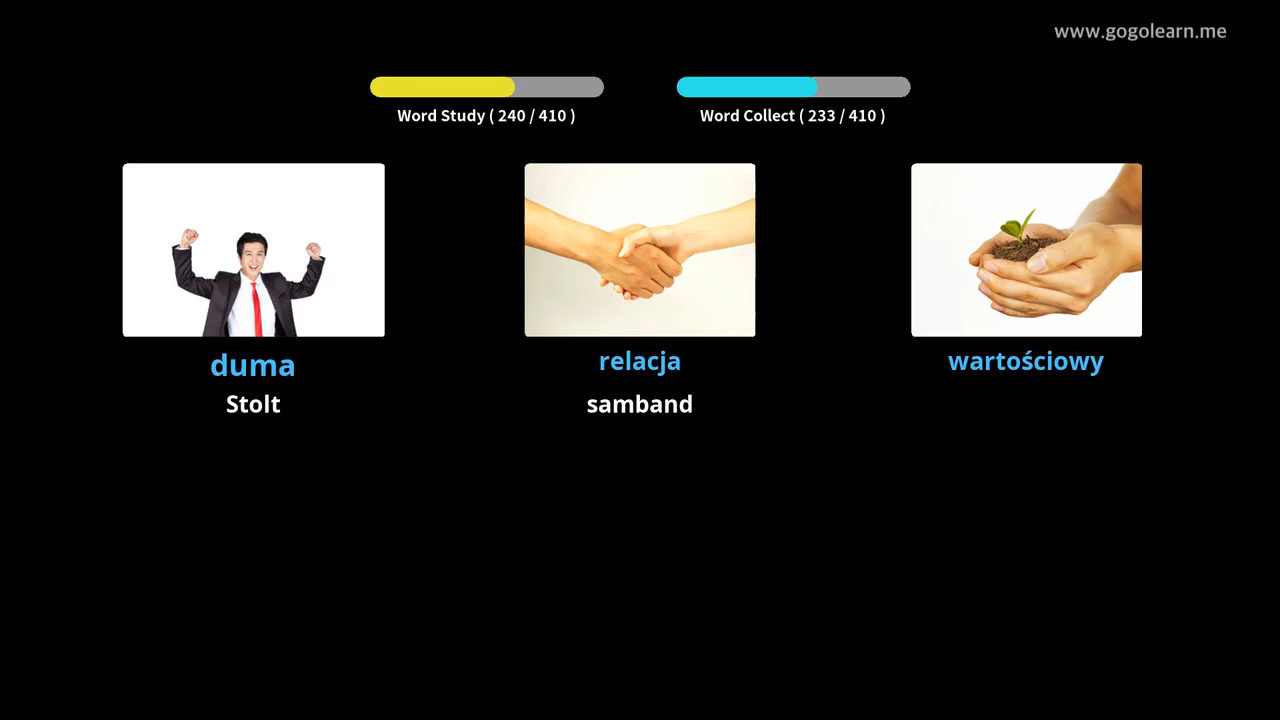 www.gogolearn.me
Word Study ( 240 / 410 )
Word Collect ( 233 / 410 )
duma
relacja
wartościowy
Stolt
samband